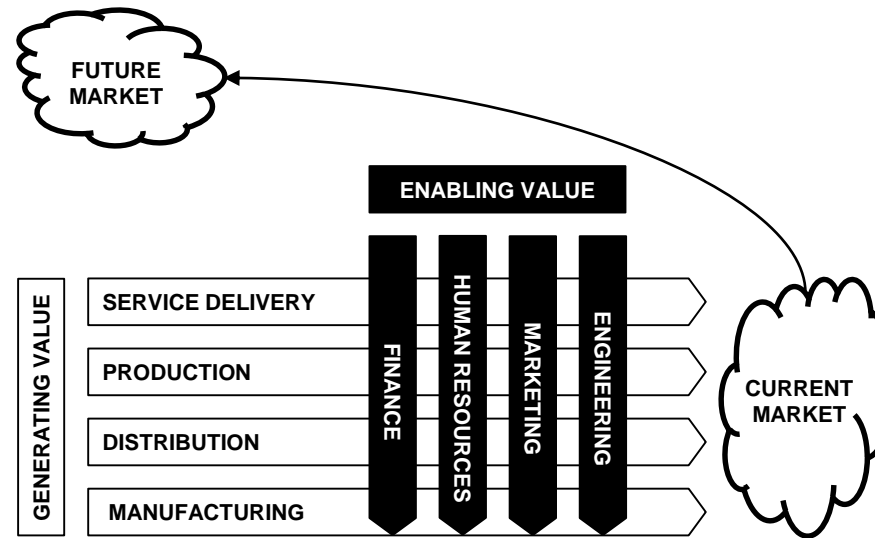 FUTURE
MARKET
ENABLING VALUE
GENERATING VALUE
SERVICE DELIVERY
PRODUCTION
DISTRIBUTION
MANUFACTURING
FINANCE
HUMAN RESOURCES
MARKETING
ENGINEERING
CURRENT
MARKET